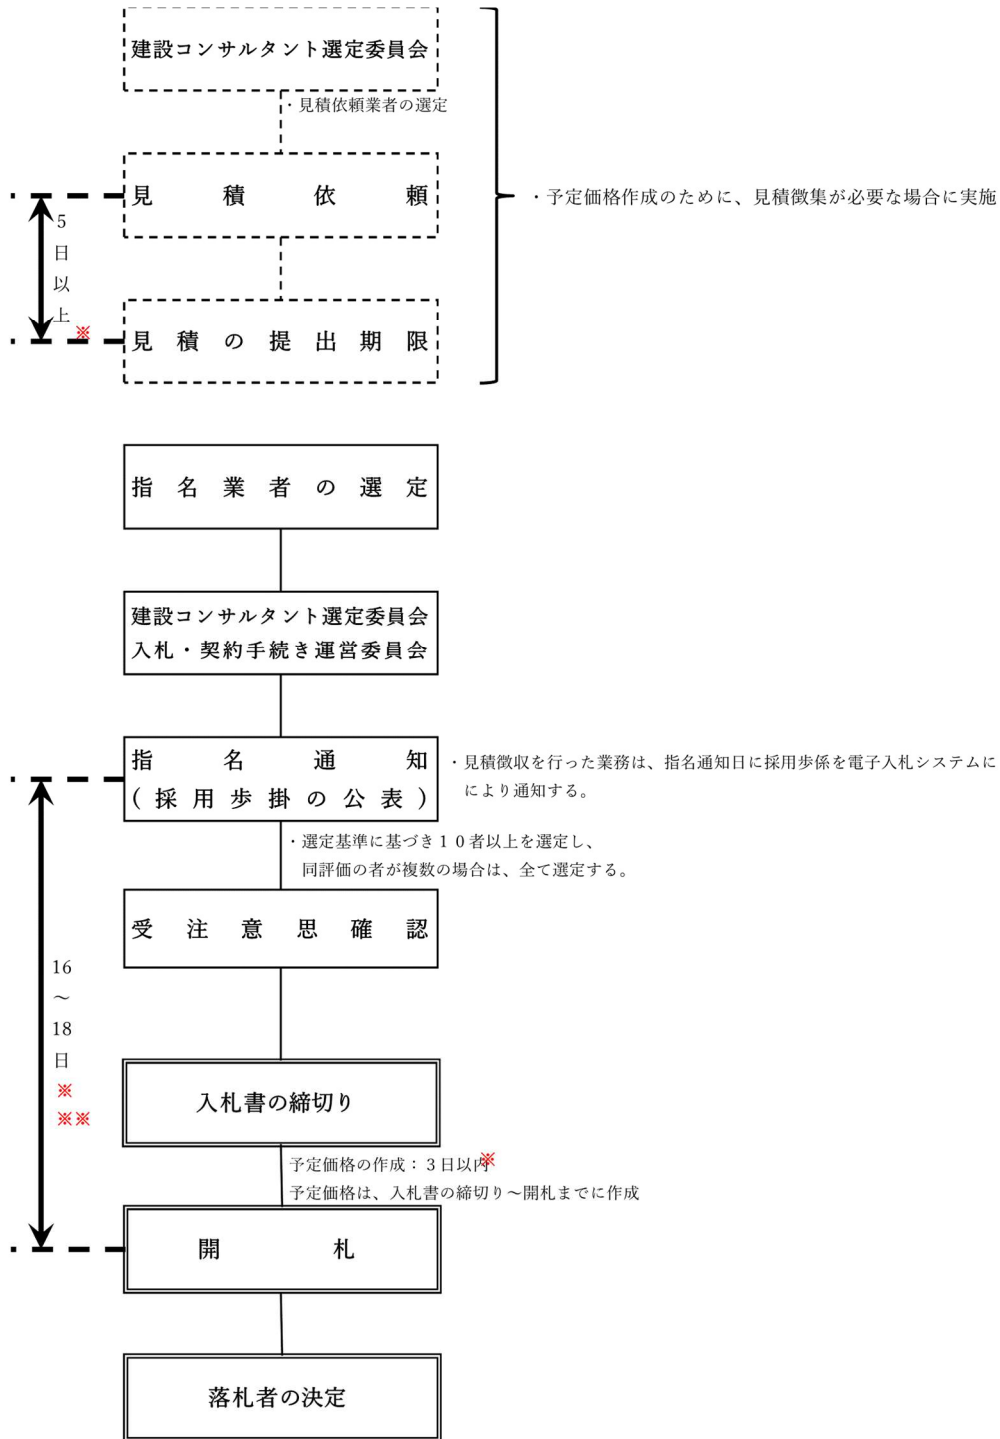 建設コンサルタント選定委員会
・見積依頼業者の選定
見積依頼
・予定価格作成のために、見積徴集が必要な場合に実施
5
日
以
上
※
見積の提出期限
指名業者の選定
建設コンサルタント選定委員会
入札・契約手続き運営委員会
指名通知
(採用歩掛の公表)
・見積徴収を行った業務は、指名通知日に採用歩係を電子入札システムに
により通知する。
・選定基準に基づき１０者以上を選定し、
同評価の者が複数の場合は、全て選定する。
受注意思確認
16
～
18
日
※
※※
入札書の締切り
予定価格の作成：３日以内※
予定価格は、入札書の締切り～開札までに作成
開札
落札者の決定